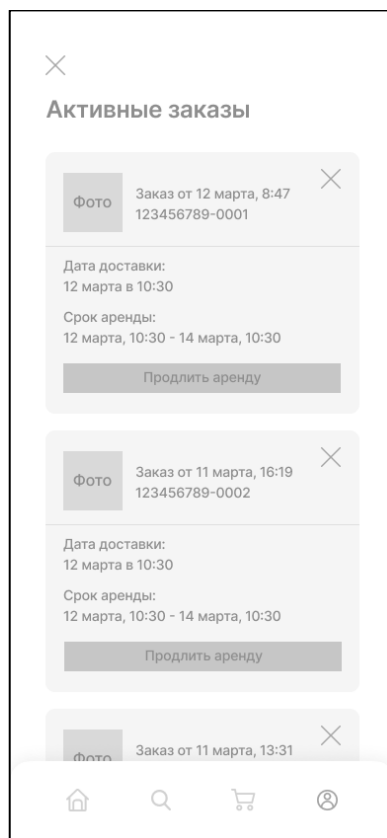 Активные заказы
Фото
Заказ от 12 марта, 8:47
123456789-0001
Дата доставки:
12 марта в 10:30
Срок аренды:
12 марта, 10:30 - 14 марта, 10:30
Продлить аренду
Фото
Заказ от 11 марта, 16:19
123456789-0002
Дата доставки:
12 марта в 10:30
Срок аренды:
12 марта, 10:30 - 14 марта, 10:30
Продлить аренду
Фото
Заказ от 11 марта, 13:31